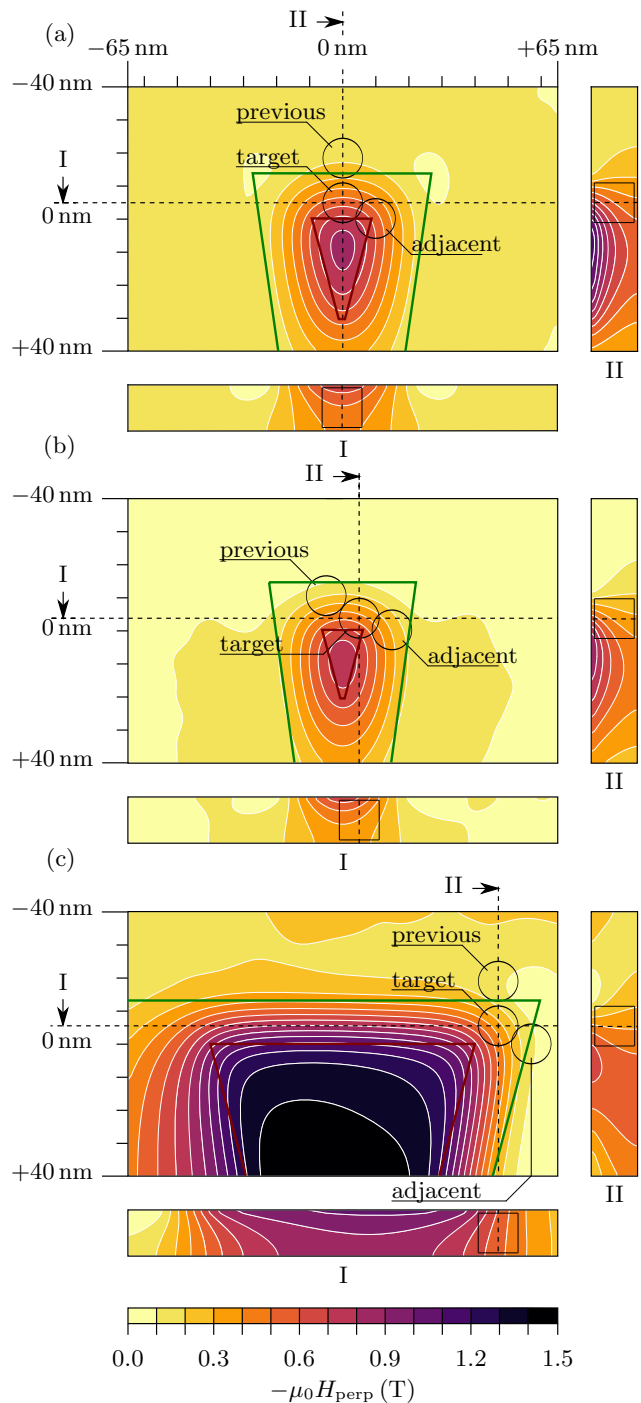 II
(a)
−65 nm 0 nm +65 nm
−40 nm
previous
I target
0 nm
adjacent
+40 nm
II
I
(b) II
−40 nm
previous
I
0 nm
target adjacent
+40 nm
II
I
(c)
II
−40 nm
previous
I target
0 nm
+40 nm
adjacent
II
I
0.0 0.3 0.6 0.9 1.2 1.5
−μ₀H_perp (T)